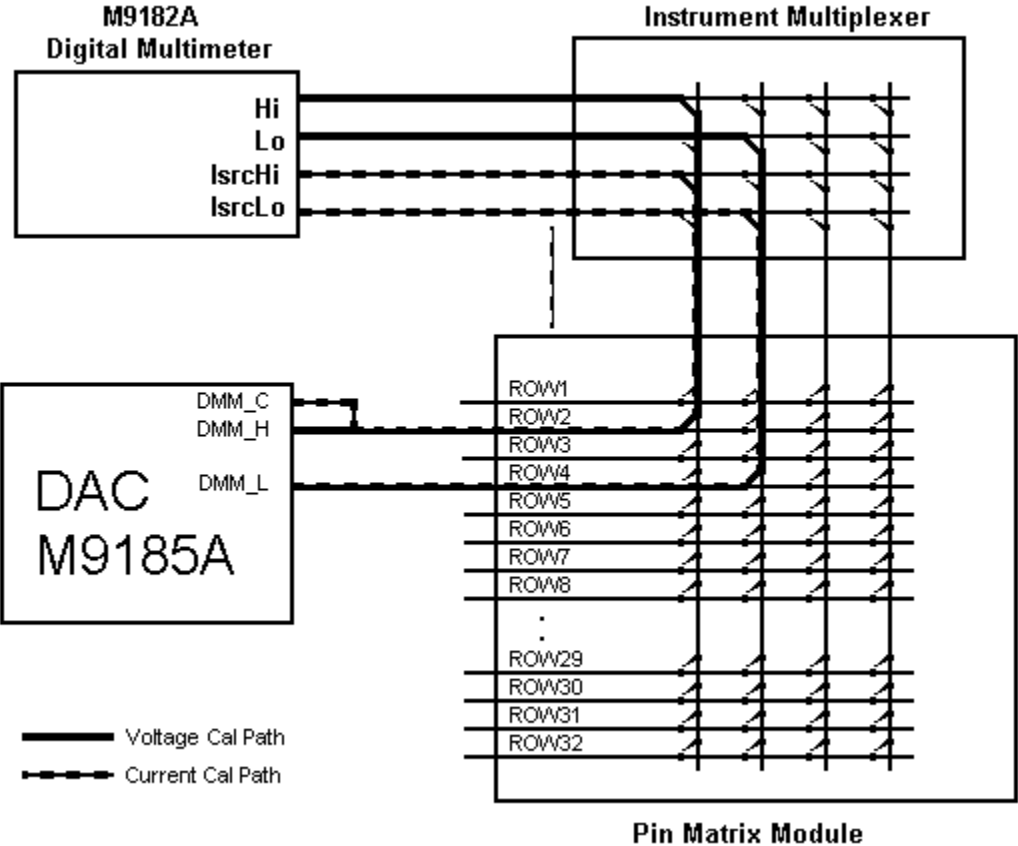 M9182A
Digital Multimeter
Instrument Multiplexer
Hi
Lo
IsrcHi
IsrcLo
DMM_C
DMM_H
DMM_L
DAC
M9185A
ROW1
ROW2
ROW3
ROW4
ROW5
ROW6
ROW7
ROW8
:
ROW29
ROW30
ROW31
ROW32
Voltage Cal Path
Current Cal Path
Pin Matrix Module